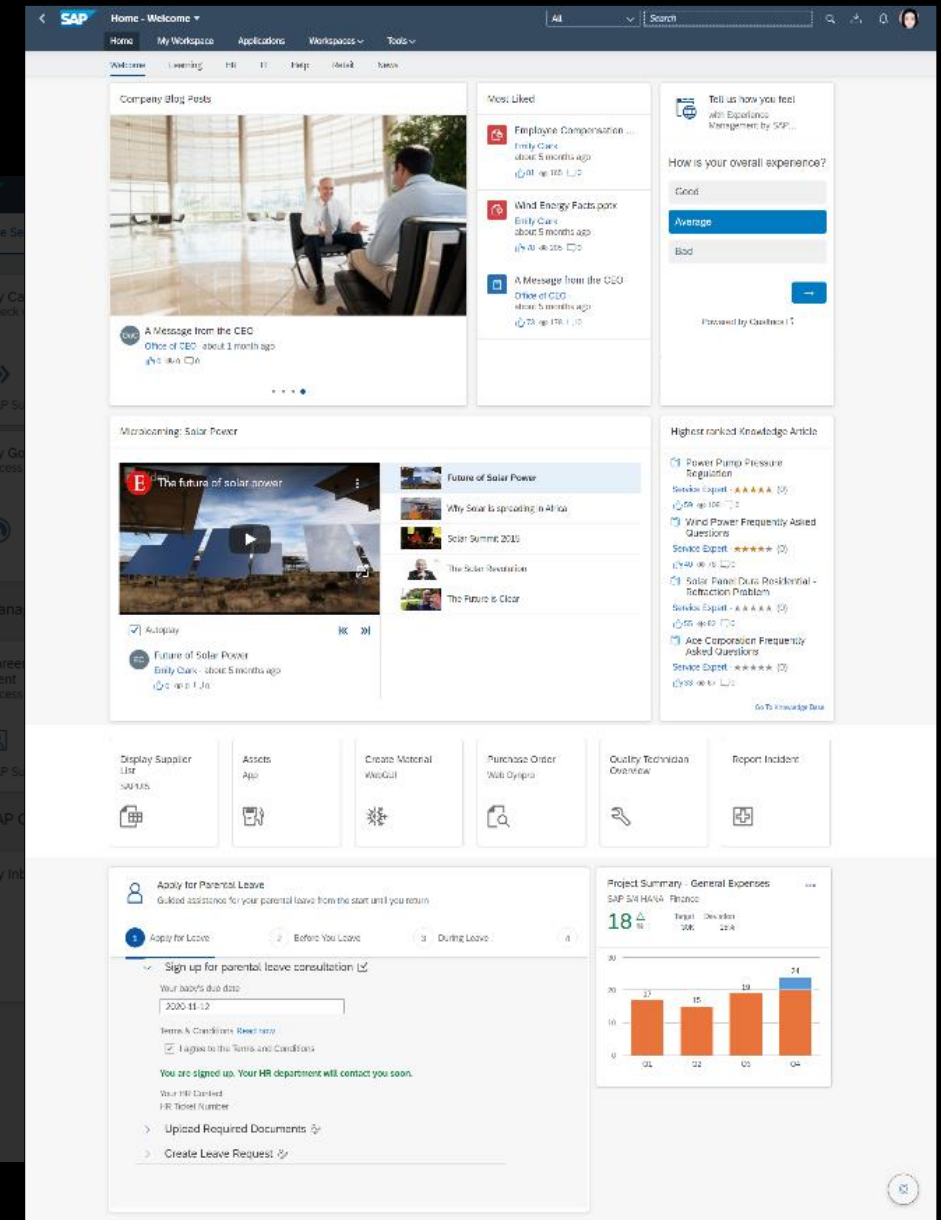 SAP
Home - Welcome
All
Search
Home
My Workspace
Applications
Workspaces
Tools
Welcome
Learning
HR
IT
Help
Retail
News
Company Blog Posts
A Message from the CEO
Office of CEO · about 1 month ago
0 0 0
Most Liked
Employee Compensation ...
Emily Clark
about 5 months ago
Wind Energy Facts.pptx
Emily Clark
about 5 months ago
A Message from the CEO
Office of CEO
about 5 months ago
Tell us how you feel
with Experience
Management by SAP...
How is your overall experience?
Good
Average
Bad
Powered by Qualtrics
Microlearning: Solar Power
The future of solar power
Autoplay
Future of Solar Power
Emily Clark · about 5 months ago
Future of Solar Power
Why Solar is spreading in Africa
Solar Summit 2015
The Solar Revolution
The Future is Clear
Highest ranked Knowledge Article
Power Pump Pressure
Regulation
Service Expert
Wind Power Frequently Asked
Questions
Service Expert
Solar Panel Dura Residential -
Refraction Problem
Service Expert
Ace Corporation Frequently
Asked Questions
Service Expert
Go To Knowledge Base
Display Supplier
List
Assets
App
Create Material
WebGUI
Purchase Order
Web Dynpro
Quality Technician
Overview
Report Incident
Apply for Parental Leave
Guided assistance for your parental leave from the start until you return
1 Apply for Leave
2 Before You Leave
3 During Leave
4
Sign up for parental leave consultation
Your baby's due date
2020-11-12
Terms & Conditions Read now
I agree to the Terms and Conditions
You are signed up. Your HR department will contact you soon.
Your HR Contact
HR Ticket Number
Upload Required Documents
Create Leave Request
Project Summary - General Expenses
SAP S/4 HANA Finance
18 %
Target Deviation
30
20
10
0
17
15
19
24
Q1
Q2
Q3
Q4